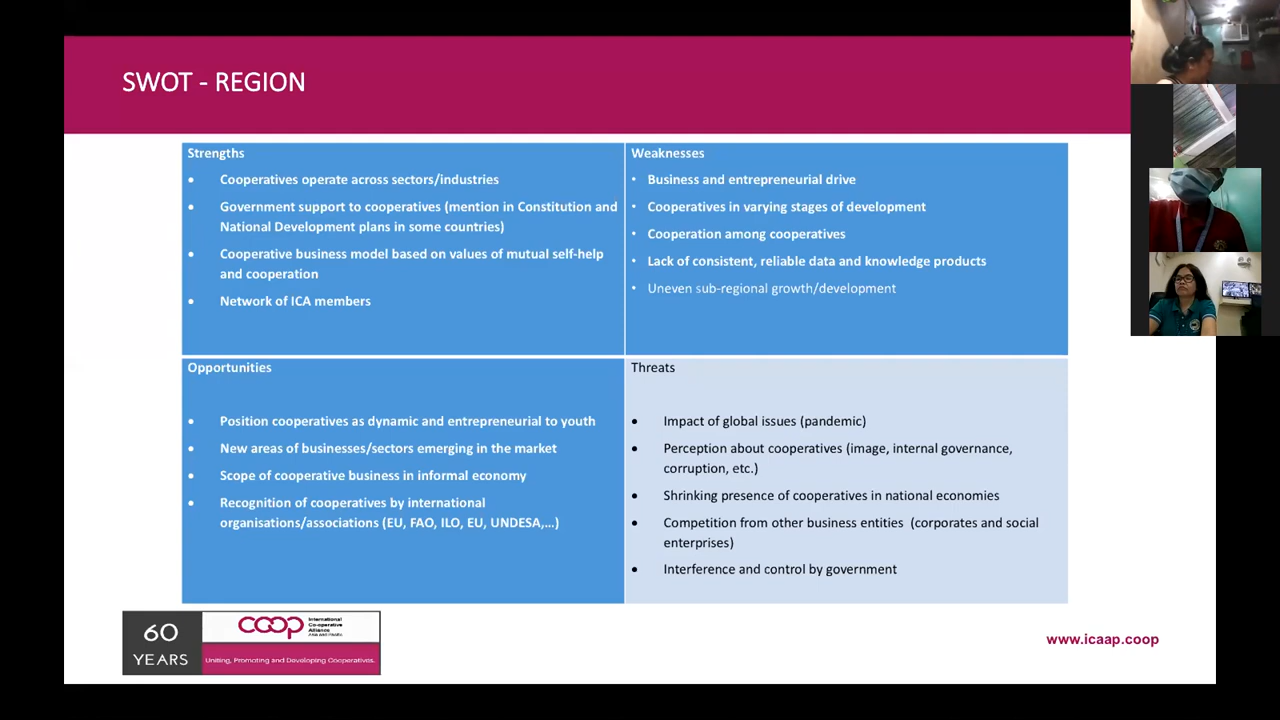 SWOT - REGION
Strengths
• Cooperatives operate across sectors/industries
• Government support to cooperatives (mention in Constitution and
National Development plans in some countries)
• Cooperative business model based on values of mutual self-help
and cooperation
• Network of ICA members
Weaknesses
• Business and entrepreneurial drive
• Cooperatives in varying stages of development
• Cooperation among cooperatives
• Lack of consistent, reliable data and knowledge products
• Uneven sub-regional growth/development
Opportunities
• Position cooperatives as dynamic and entrepreneurial to youth
• New areas of businesses/sectors emerging in the market
• Scope of cooperative business in informal economy
• Recognition of cooperatives by international
organisations/associations (EU, FAO, ILO, EU, UNDESA,...)
Threats
• Impact of global issues (pandemic)
• Perception about cooperatives (image, internal governance,
corruption, etc.)
• Shrinking presence of cooperatives in national economies
• Competition from other business entities (corporates and social
enterprises)
• Interference and control by government
60
YEARS
coop
International
Co-operative
Alliance
Asia and Pacific
Uniting, Promoting and Developing Cooperatives.
www.icaap.coop